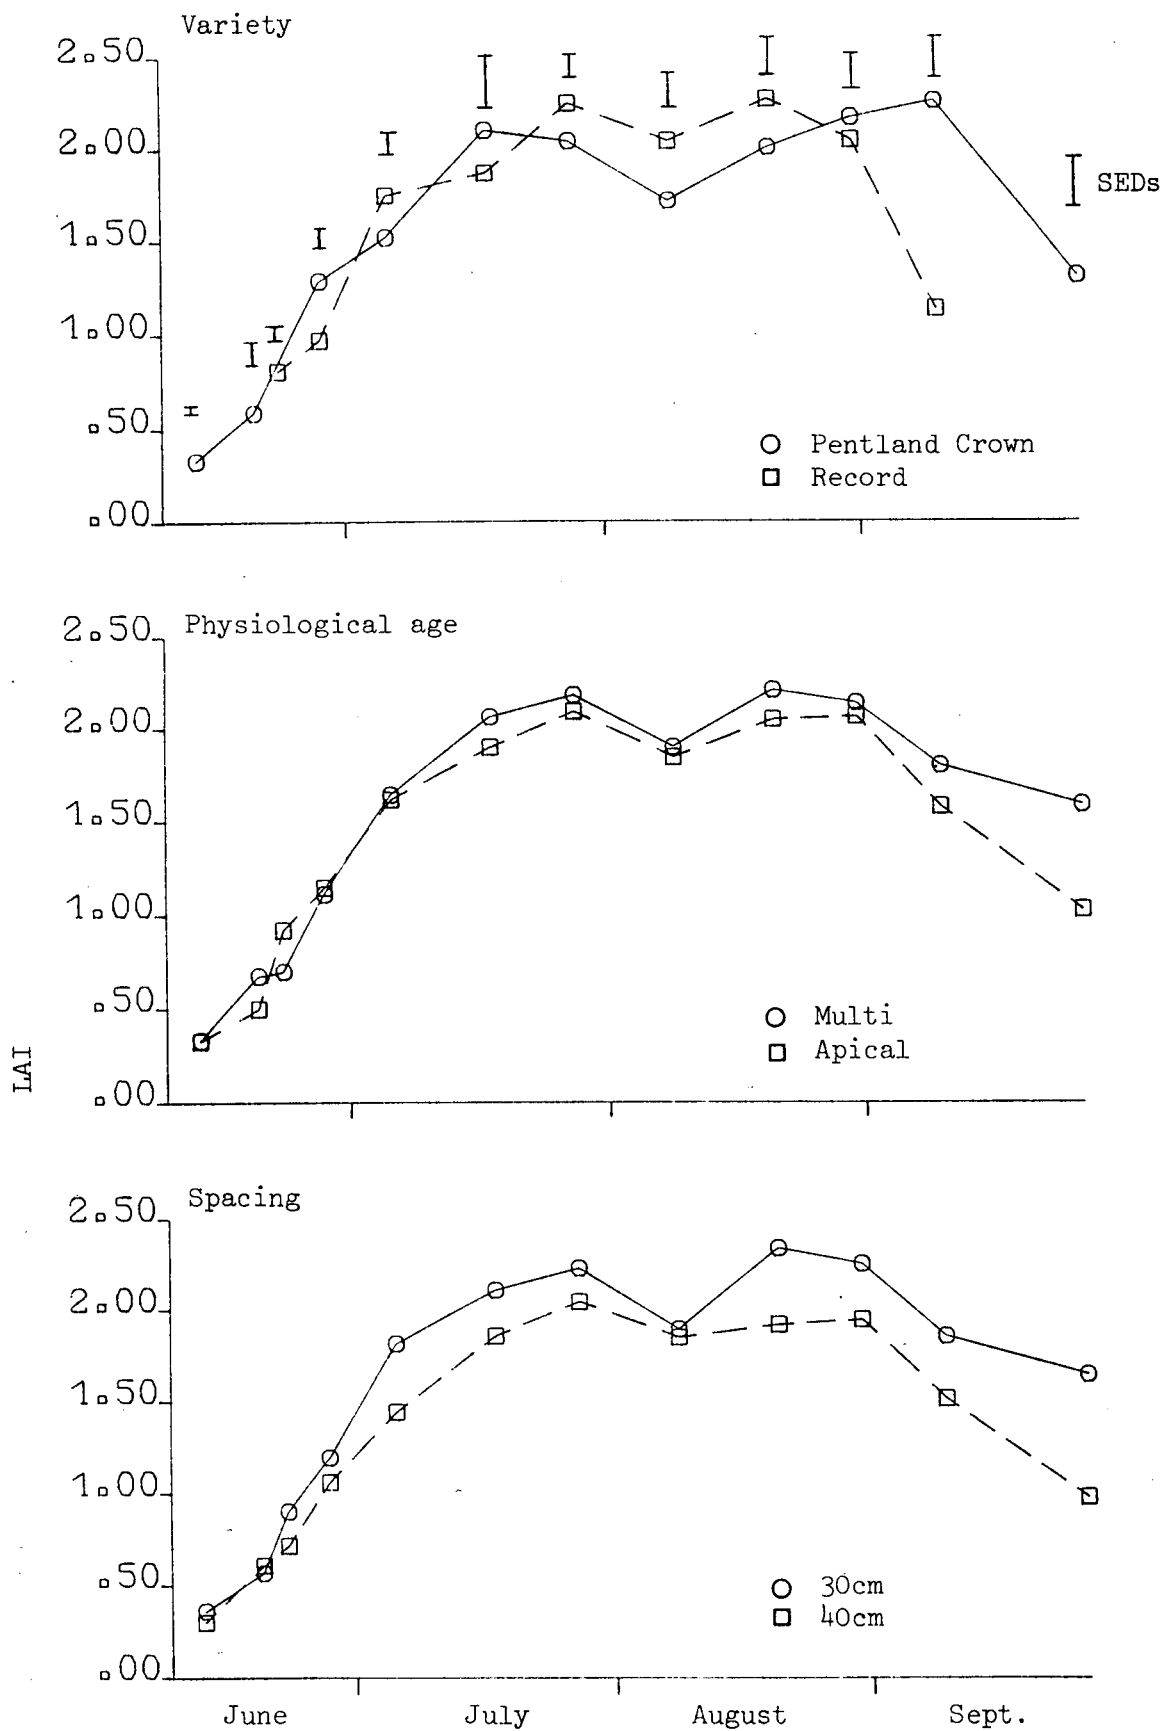 Variety
2.50
2.00
1.50
1.00
.50
.00
SEDs
Pentland Crown
Record
Physiological age
2.50
2.00
1.50
1.00
.50
.00
Multi
Apical
LAI
Spacing
2.50
2.00
1.50
1.00
.50
.00
30cm
40cm
June July August Sept.